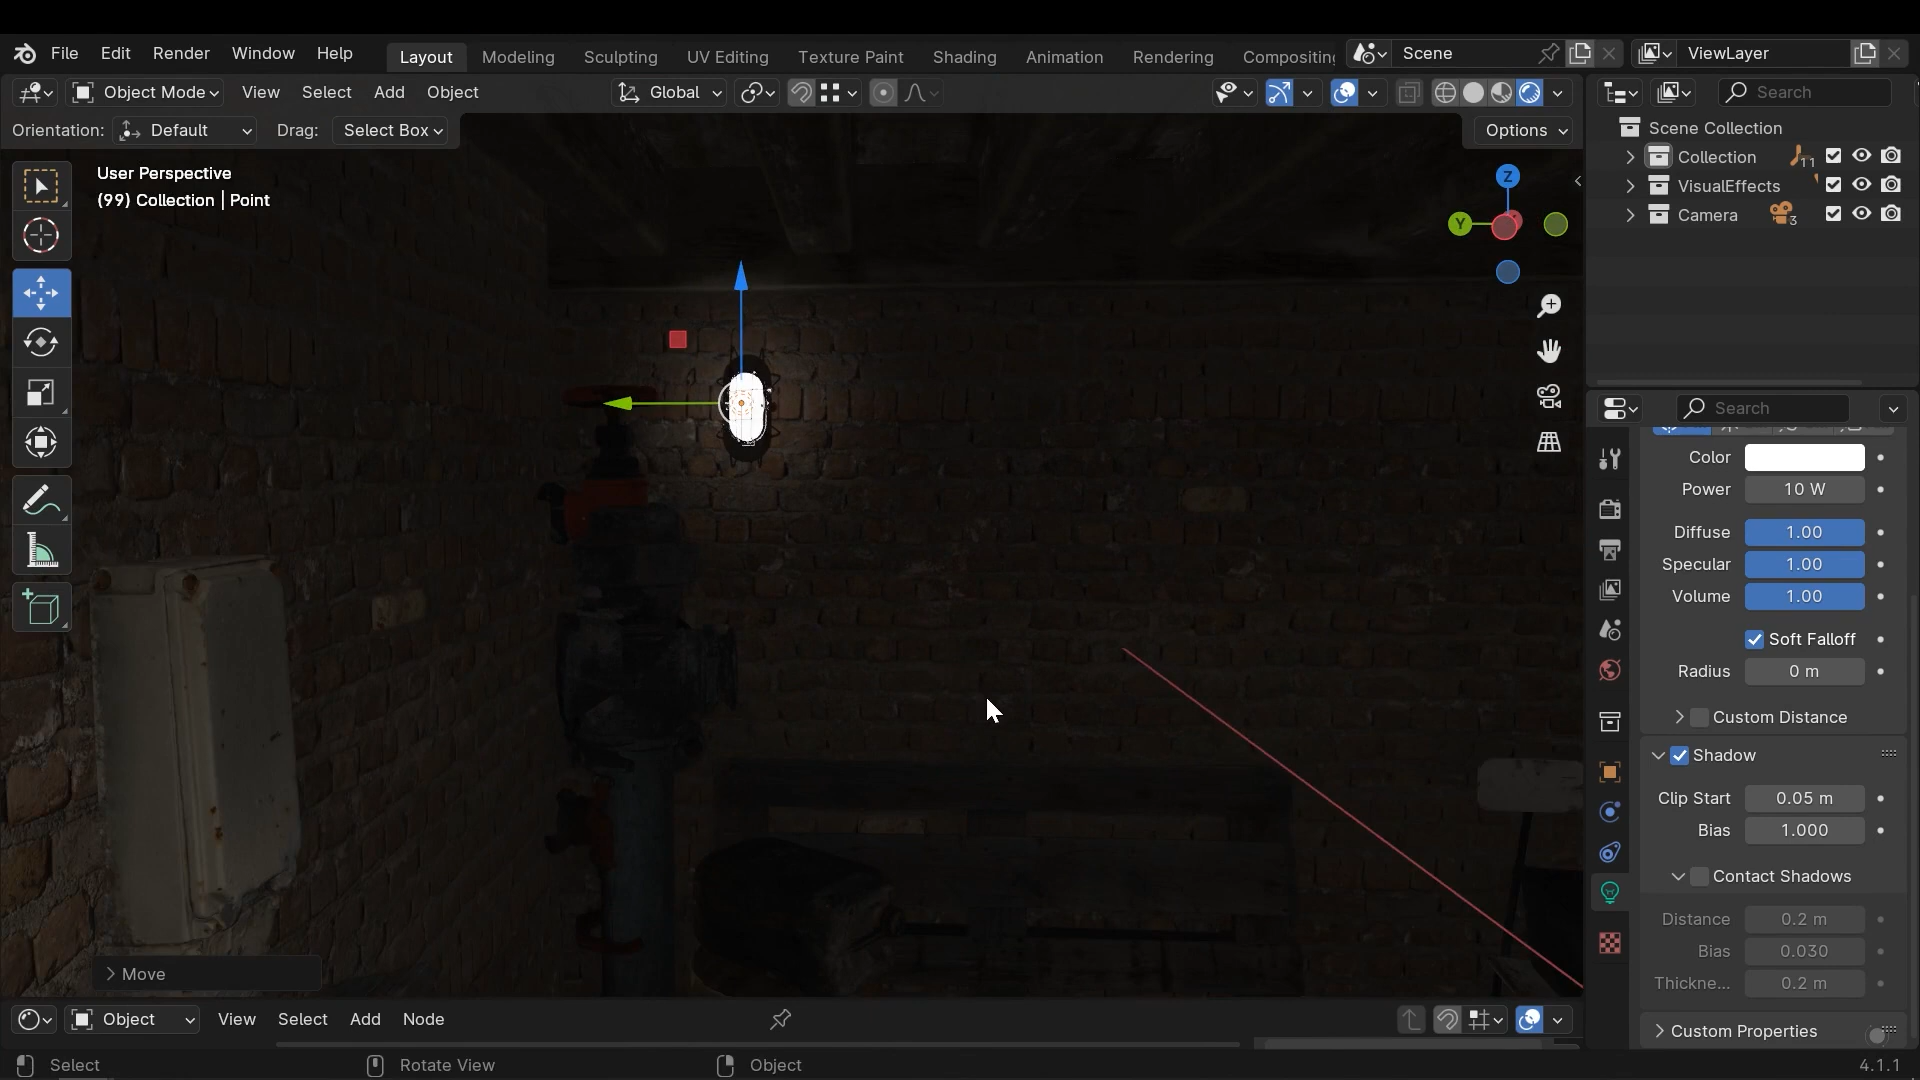 File Edit Render Window Help Layout Modeling Sculpting UV Editing Texture Paint Shading Animation Rendering Compositing Scene ViewLayer
Object Mode View Select Add Object Global Search
Orientation: Default Drag: Select Box Options Scene Collection
Collection 11
User Perspective
VisualEffects
(99) Collection | Point
Camera 3
Z
Y
Search
Color
Power 10 W
Diffuse 1.00
Specular 1.00
Volume 1.00
Soft Falloff
Radius 0 m
Custom Distance
Shadow
Clip Start 0.05 m
Bias 1.000
Contact Shadows
Distance 0.2 m
Bias 0.030
Move
Thickne... 0.2 m
Object View Select Add Node
Custom Properties
Select Rotate View Object 4.1.1